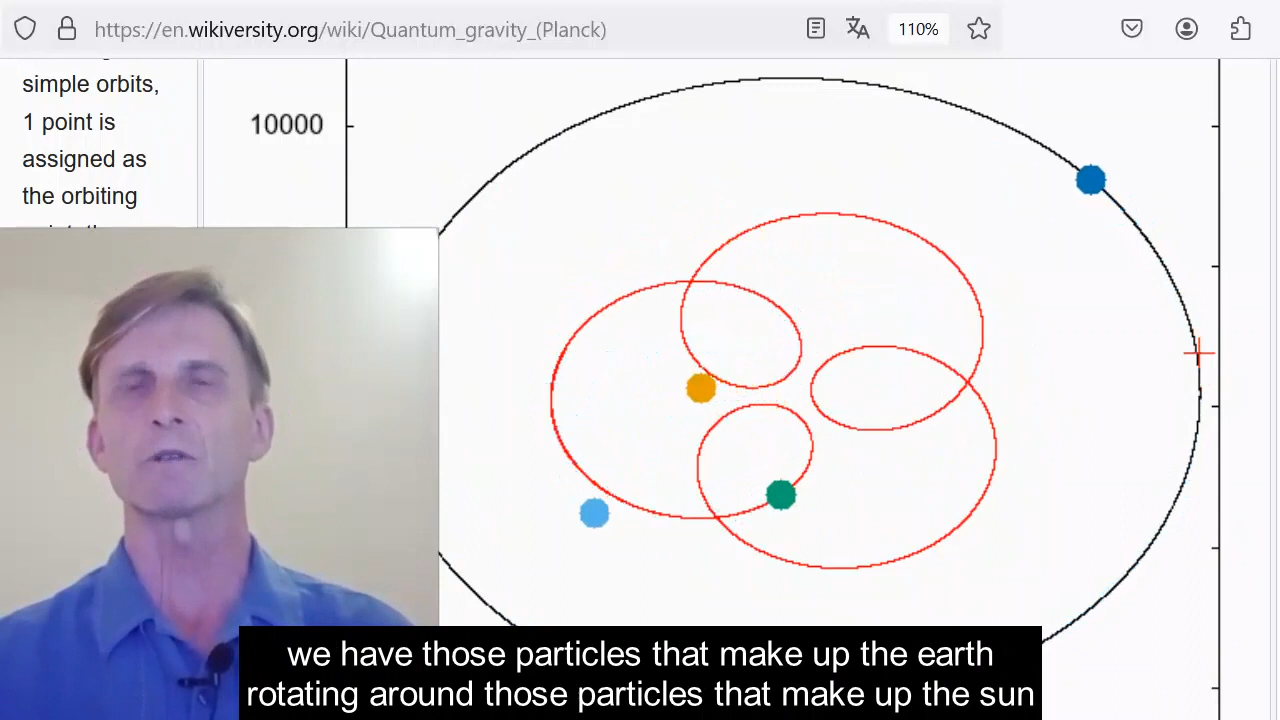 https://en.wikiversity.org/wiki/Quantum_gravity_(Planck)
110%
simple orbits,
1 point is
assigned as
the orbiting
10000
we have those particles that make up the earth
rotating around those particles that make up the sun